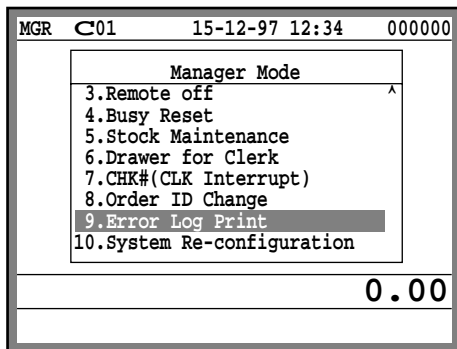 MGR C01 15-12-97 12:34 000000
Manager Mode
3.Remote off
4.Busy Reset
5.Stock Maintenance
6.Drawer for Clerk
7.CHK#(CLK Interrupt)
8.Order ID Change
9.Error Log Print
10.System Re-configuration
0.00